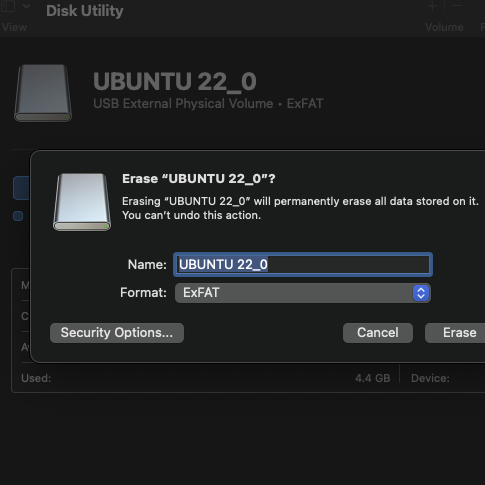 Disk Utility
View
Volume
UBUNTU 22_0
USB External Physical Volume • ExFAT
Erase “UBUNTU 22_0”?
Erasing “UBUNTU 22_0” will permanently erase all data stored on it.
You can’t undo this action.
Name: UBUNTU 22_0
Format: ExFAT
Security Options... Cancel Erase
Used: 4.4 GB Device: